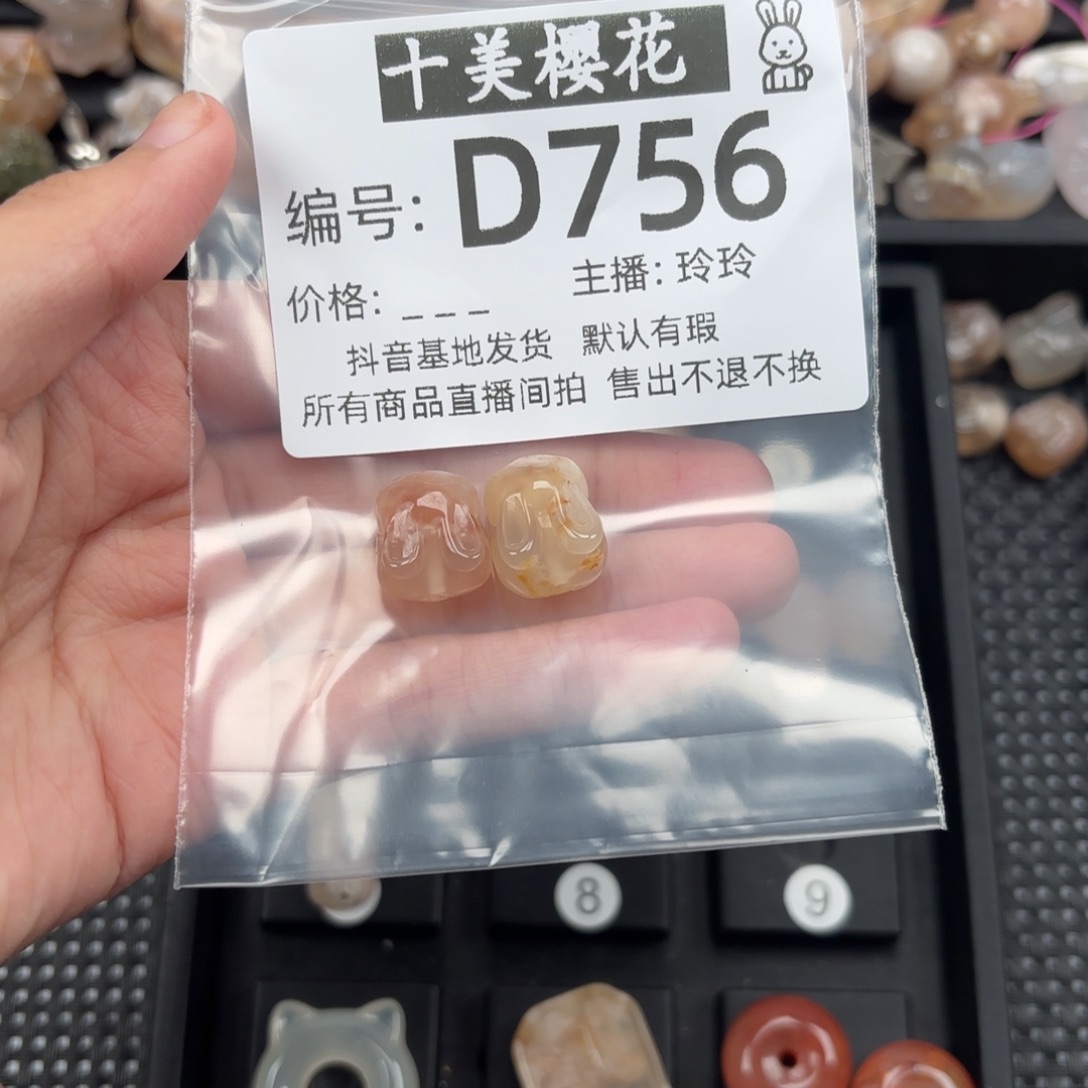 十美樱花
编号: D756
价格: _ _ _ 主播: 玲玲
抖音基地发货 默认有瑕
所有商品直播间拍 售出不退不换
8
9